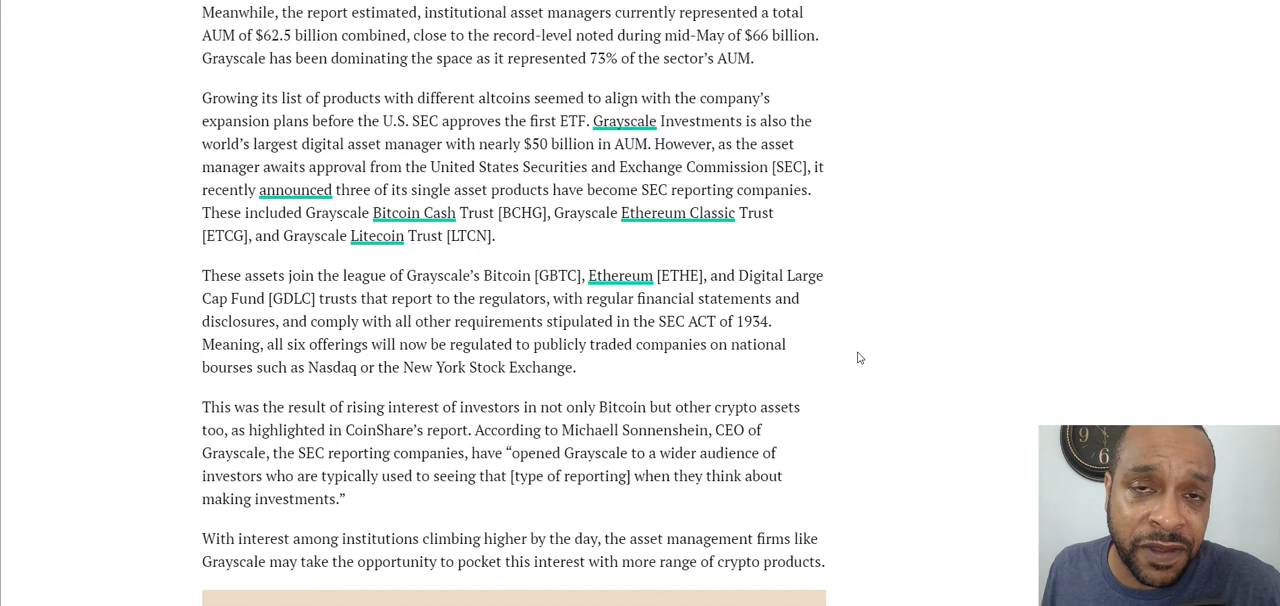 Meanwhile, the report estimated, institutional asset managers currently represented a total
AUM of $62.5 billion combined, close to the record-level noted during mid-May of $66 billion.
Grayscale has been dominating the space as it represented 73% of the sector’s AUM.
Growing its list of products with different altcoins seemed to align with the company’s
expansion plans before the U.S. SEC approves the first ETF. Grayscale Investments is also the
world’s largest digital asset manager with nearly $50 billion in AUM. However, as the asset
manager awaits approval from the United States Securities and Exchange Commission [SEC], it
recently announced three of its single asset products have become SEC reporting companies.
These included Grayscale Bitcoin Cash Trust [BCHG], Grayscale Ethereum Classic Trust
[ETCG], and Grayscale Litecoin Trust [LTCN].
These assets join the league of Grayscale’s Bitcoin [GBTC], Ethereum [ETHE], and Digital Large
Cap Fund [GDLC] trusts that report to the regulators, with regular financial statements and
disclosures, and comply with all other requirements stipulated in the SEC ACT of 1934.
Meaning, all six offerings will now be regulated to publicly traded companies on national
bourses such as Nasdaq or the New York Stock Exchange.
This was the result of rising interest of investors in not only Bitcoin but other crypto assets
too, as highlighted in CoinShare’s report. According to Michaell Sonnenshein, CEO of
Grayscale, the SEC reporting companies, have “opened Grayscale to a wider audience of
investors who are typically used to seeing that [type of reporting] when they think about
making investments.”
With interest among institutions climbing higher by the day, the asset management firms like
Grayscale may take the opportunity to pocket this interest with more range of crypto products.
9
6